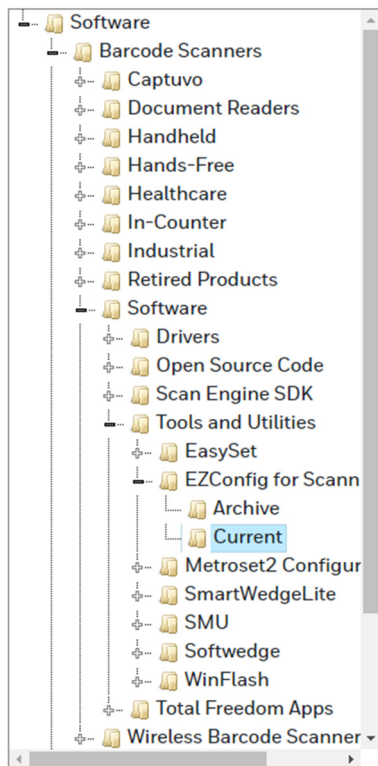 Software
Barcode Scanners
Captuvo
Document Readers
Handheld
Hands-Free
Healthcare
In-Counter
Industrial
Retired Products
Software
Drivers
Open Source Code
Scan Engine SDK
Tools and Utilities
EasySet
EZConfig for Scann
Archive
Current
Metroset2 Configur
SmartWedgeLite
SMU
Softwedge
WinFlash
Total Freedom Apps
Wireless Barcode Scanner